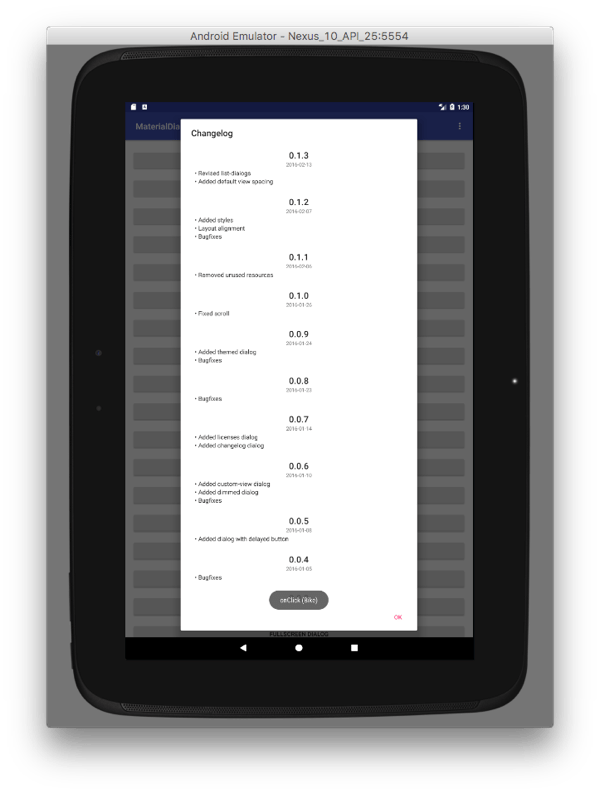 Android Emulator - Nexus_10_API_25:5554
1:30
MaterialDia
Changelog
0.1.3
2016-02-13
• Revised list-dialogs
• Added default view spacing
0.1.2
2016-02-07
• Added styles
• Layout alignment
• Bugfixes
0.1.1
2016-02-06
• Removed unused resources
0.1.0
2016-01-26
• Fixed scroll
0.0.9
2016-01-24
• Added themed dialog
• Bugfixes
0.0.8
2016-01-23
• Bugfixes
0.0.7
2016-01-14
• Added licenses dialog
• Added changelog dialog
0.0.6
2016-01-10
• Added custom-view dialog
• Added dimmed dialog
• Bugfixes
0.0.5
2016-01-08
• Added dialog with delayed button
0.0.4
2016-01-05
• Bugfixes
onClick (Biko)
OK
FULLSCREEN DIALOG